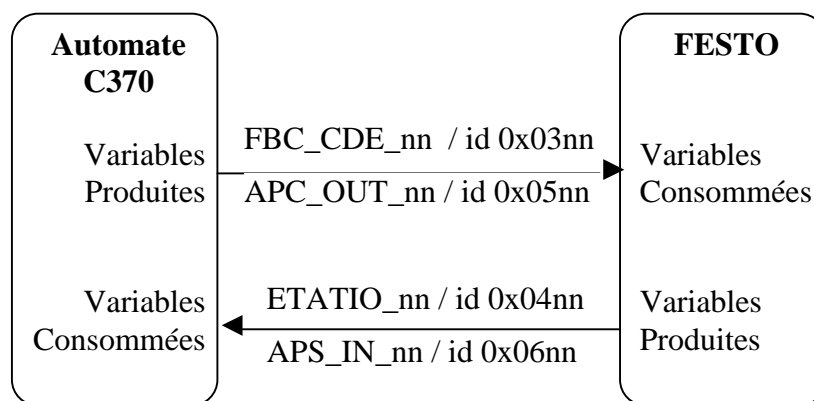 Automate
C370
FESTO
FBC_CDE_nn / id 0x03nn
Variables
Produites
APC_OUT_nn / id 0x05nn
Variables
Consommées
Variables
Consommées
ETATIO_nn / id 0x04nn
APS_IN_nn / id 0x06nn
Variables
Produites